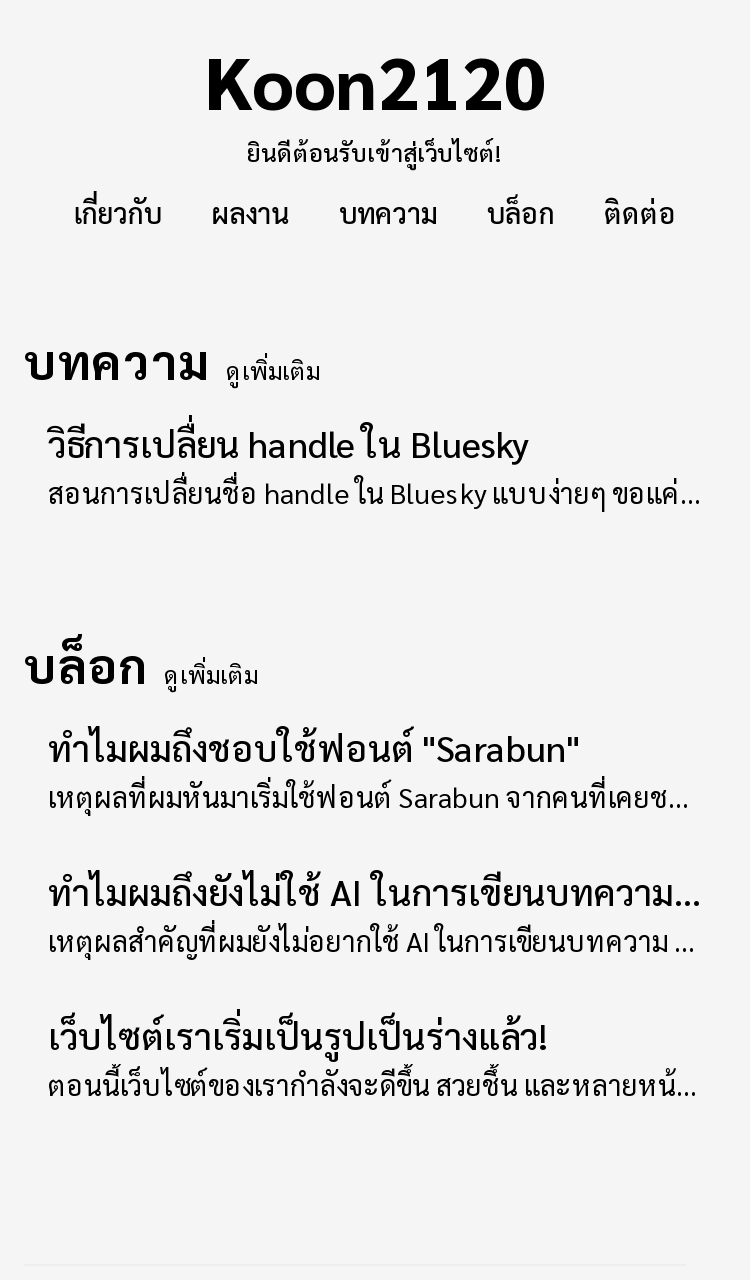 Koon2120
ยินดีต้อนรับเข้าสู่เว็บไซต์!
เกี่ยวกับ ผลงาน บทความ บล็อก ติดต่อ
บทความ ดูเพิ่มเติม
วิธีการเปลี่ยน handle ใน Bluesky
สอนการเปลี่ยนชื่อ handle ใน Bluesky แบบง่ายๆ ขอแค่...
บล็อก ดูเพิ่มเติม
ทำไมผมถึงชอบใช้ฟอนต์ "Sarabun"
เหตุผลที่ผมหันมาเริ่มใช้ฟอนต์ Sarabun จากคนที่เคยช...
ทำไมผมถึงยังไม่ใช้ AI ในการเขียนบทความ...
เหตุผลสำคัญที่ผมยังไม่อยากใช้ AI ในการเขียนบทความ ...
เว็บไซต์เราเริ่มเป็นรูปเป็นร่างแล้ว!
ตอนนี้เว็บไซต์ของเรากำลังจะดีขึ้น สวยขึ้น และหลายหน้...